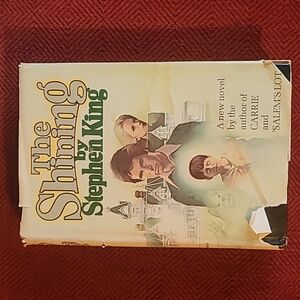 The
Shining
by
Stephen King
A new novel
by the
author of
CARRIE
and
'SALEM'S LOT